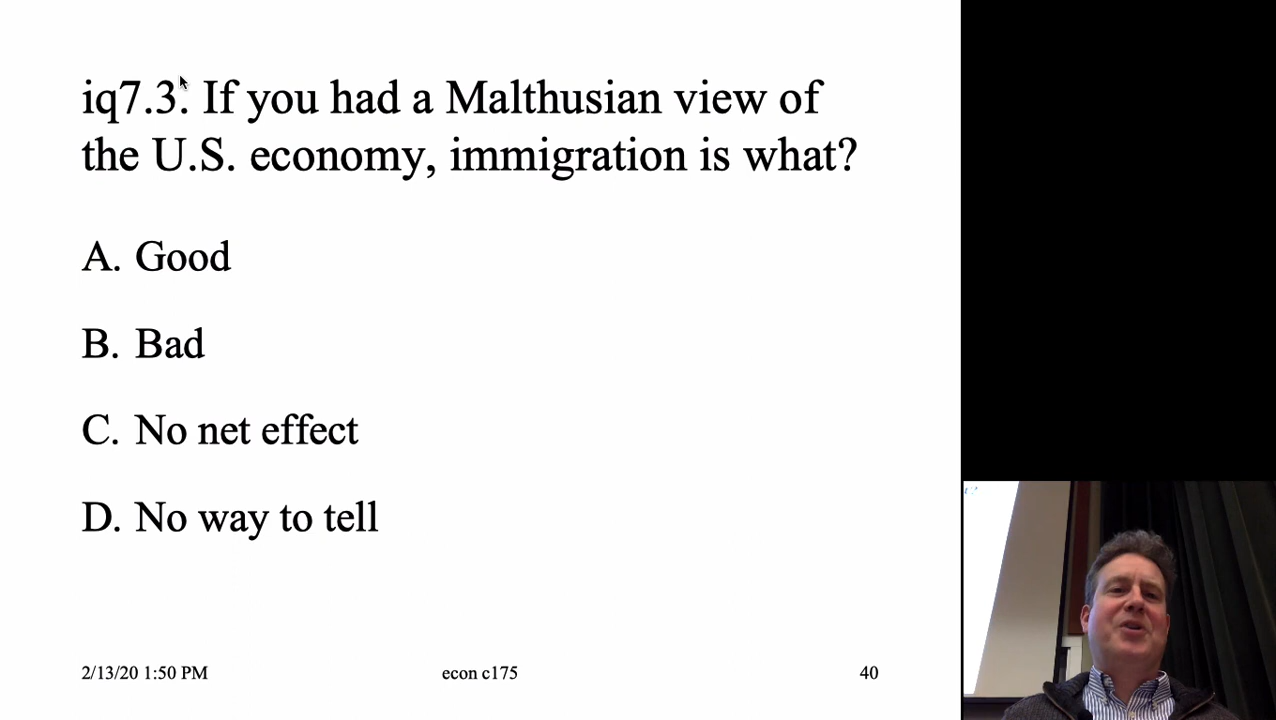 iq7.3: If you had a Malthusian view of
the U.S. economy, immigration is what?
A. Good
B. Bad
C. No net effect
D. No way to tell
2/13/20 1:50 PM
econ c175
40